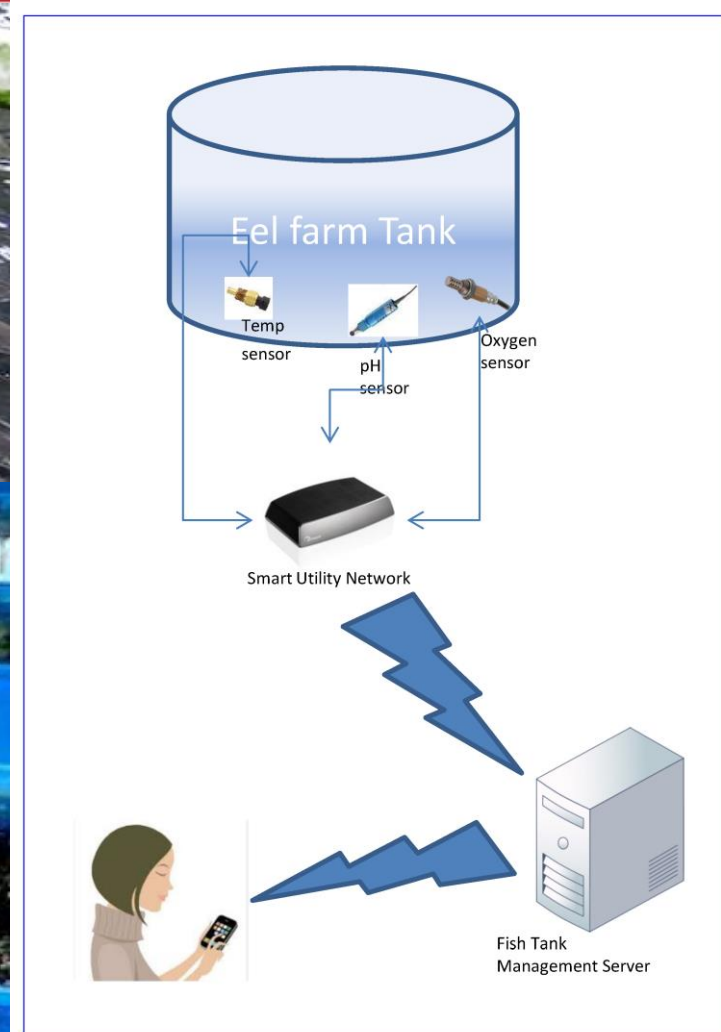 Eel farm Tank
Temp
sensor
pH
sensor
Oxygen
sensor
Smart Utility Network
Fish Tank
Management Server